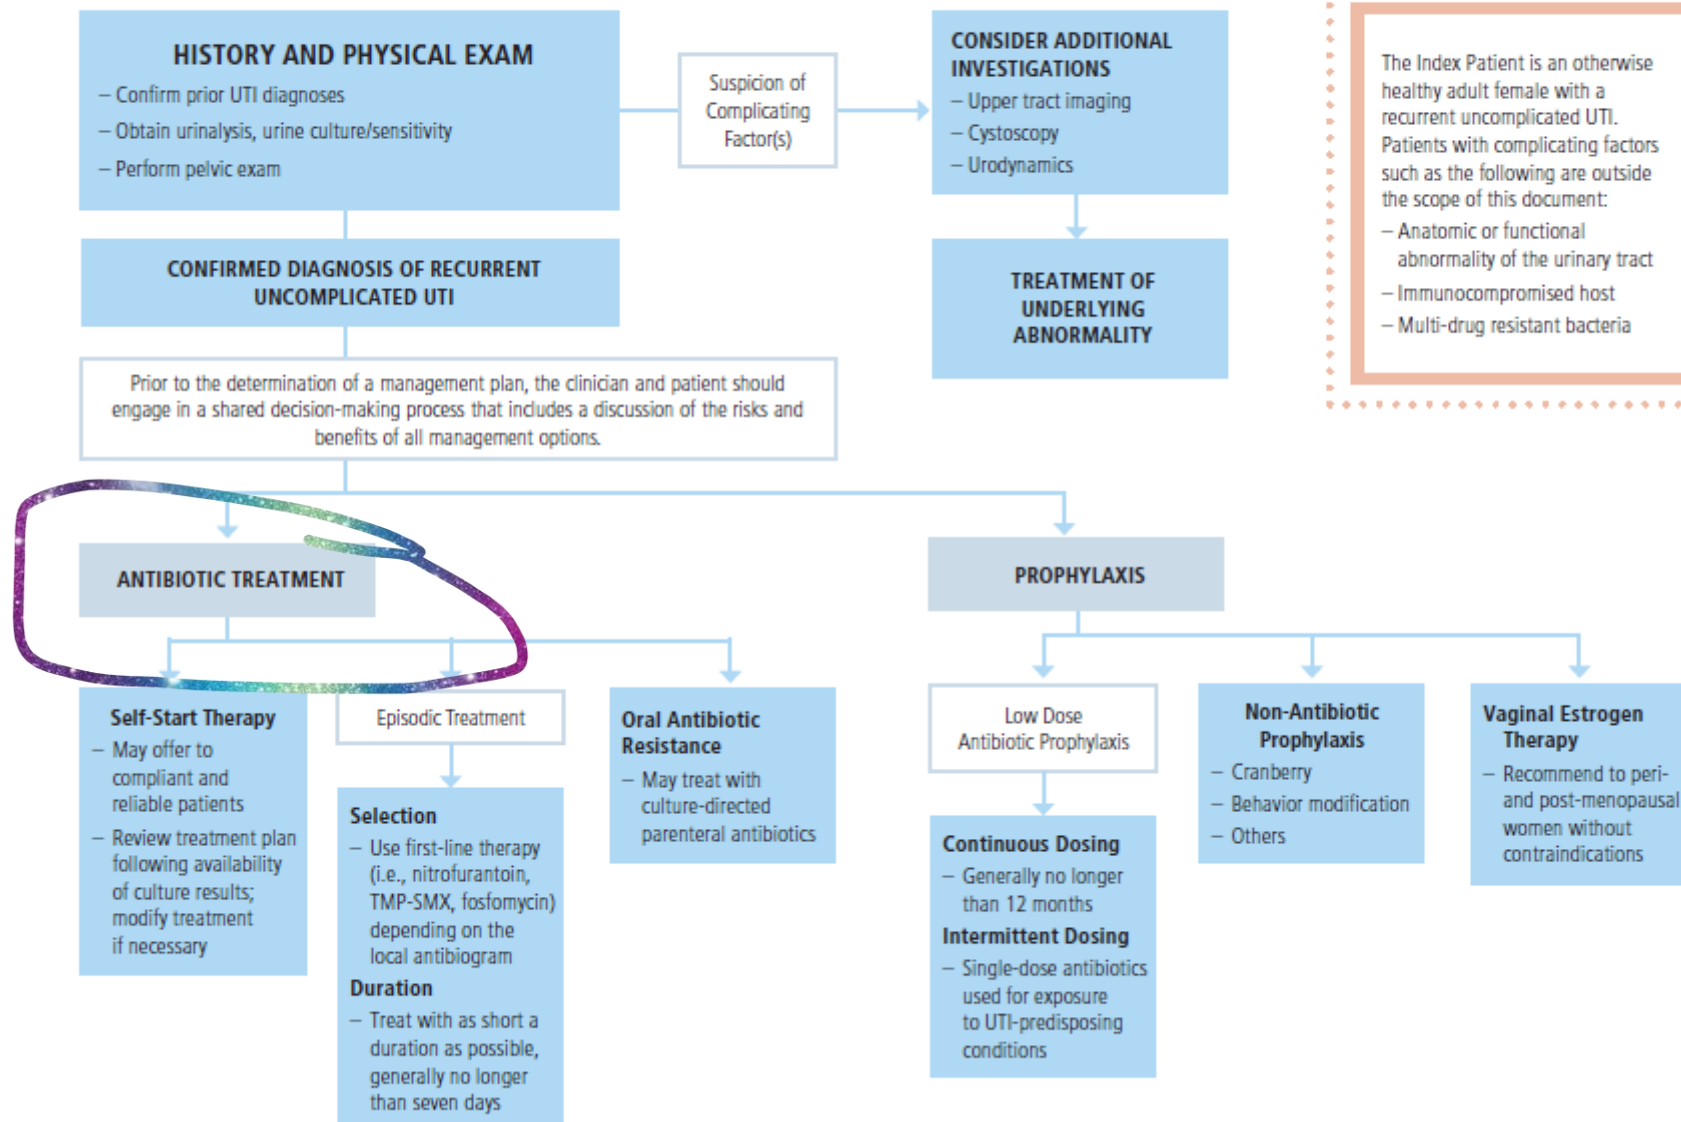 HISTORY AND PHYSICAL EXAM
– Confirm prior UTI diagnoses
– Obtain urinalysis, urine culture/sensitivity
– Perform pelvic exam
Suspicion of
Complicating
Factor(s)
CONSIDER ADDITIONAL
INVESTIGATIONS
– Upper tract imaging
– Cystoscopy
– Urodynamics
TREATMENT OF
UNDERLYING
ABNORMALITY
The Index Patient is an otherwise
healthy adult female with a
recurrent uncomplicated UTI.
Patients with complicating factors
such as the following are outside
the scope of this document:
– Anatomic or functional
abnormality of the urinary tract
– Immunocompromised host
– Multi-drug resistant bacteria
CONFIRMED DIAGNOSIS OF RECURRENT
UNCOMPLICATED UTI
Prior to the determination of a management plan, the clinician and patient should
engage in a shared decision-making process that includes a discussion of the risks and
benefits of all management options.
ANTIBIOTIC TREATMENT
Self-Start Therapy
– May offer to
compliant and
reliable patients
– Review treatment plan
following availability
of culture results;
modify treatment
if necessary
Episodic Treatment
Selection
– Use first-line therapy
(i.e., nitrofurantoin,
TMP-SMX, fosfomycin)
depending on the
local antibiogram
Duration
– Treat with as short a
duration as possible,
generally no longer
than seven days
Oral Antibiotic
Resistance
– May treat with
culture-directed
parenteral antibiotics
PROPHYLAXIS
Low Dose
Antibiotic Prophylaxis
Continuous Dosing
– Generally no longer
than 12 months
Intermittent Dosing
– Single-dose antibiotics
used for exposure
to UTI-predisposing
conditions
Non-Antibiotic
Prophylaxis
– Cranberry
– Behavior modification
– Others
Vaginal Estrogen
Therapy
– Recommend to peri-
and post-menopausal
women without
contraindications